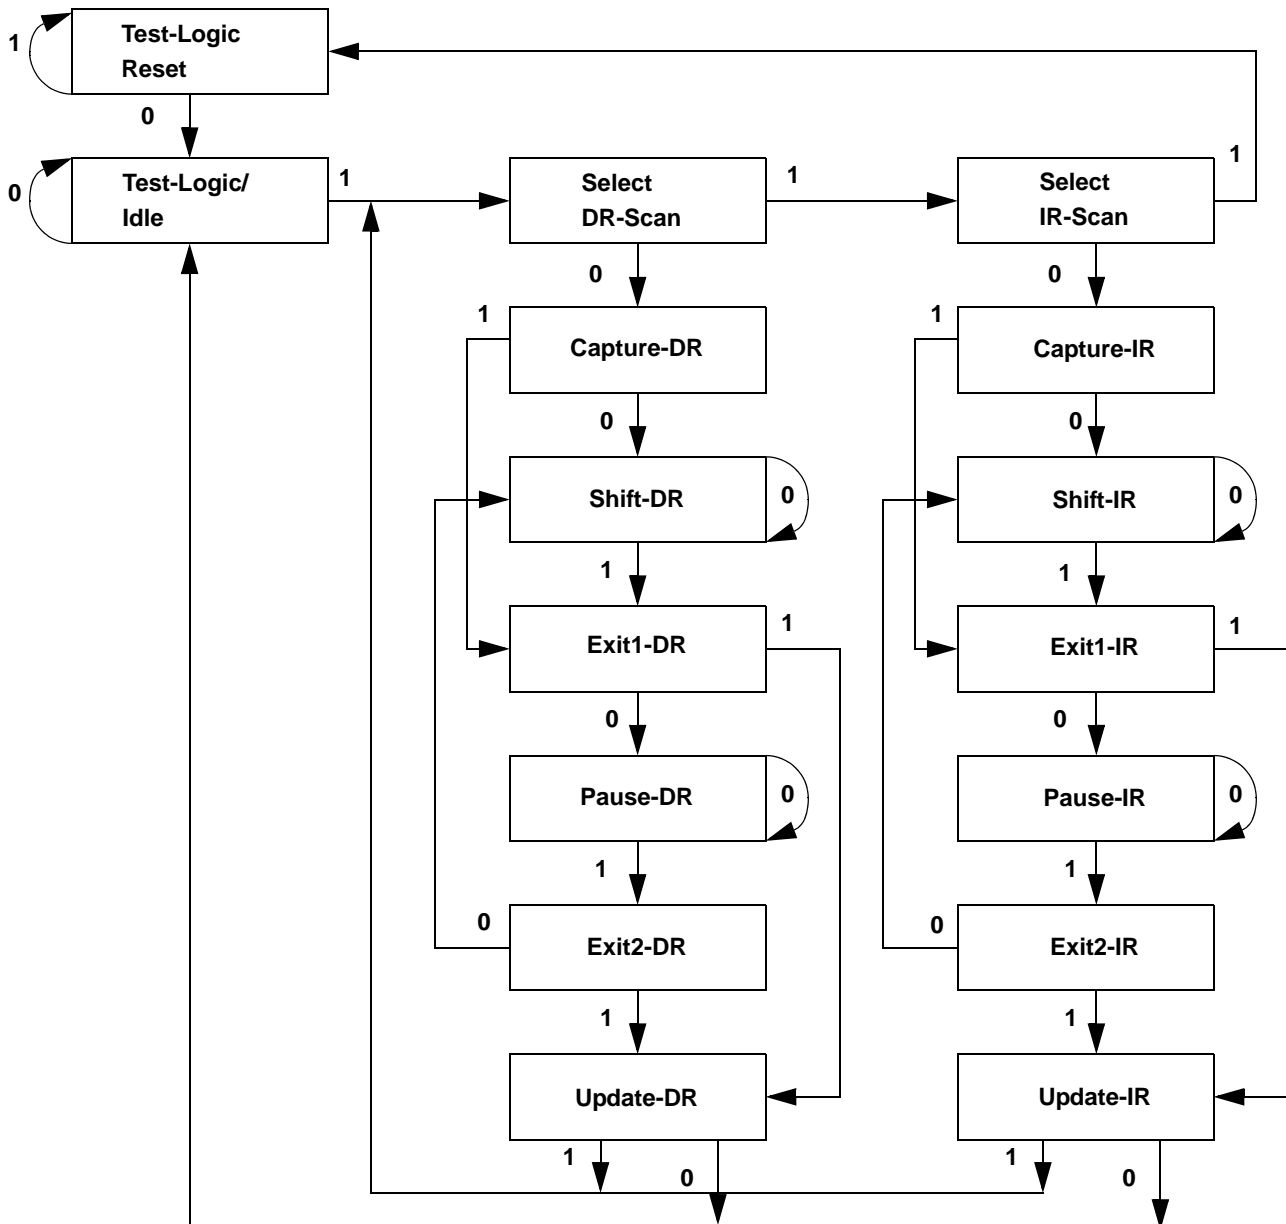 Test-Logic
Reset
1
0
Test-Logic/
Idle
0
1
Select
DR-Scan
1
Select
IR-Scan
1
0
0
1
Capture-DR
1
Capture-IR
0
0
Shift-DR
0
Shift-IR
0
1
1
Exit1-DR
1
Exit1-IR
1
0
0
Pause-DR
0
Pause-IR
0
1
1
0
Exit2-DR
0
Exit2-IR
1
1
Update-DR
Update-IR
1
0
1
0